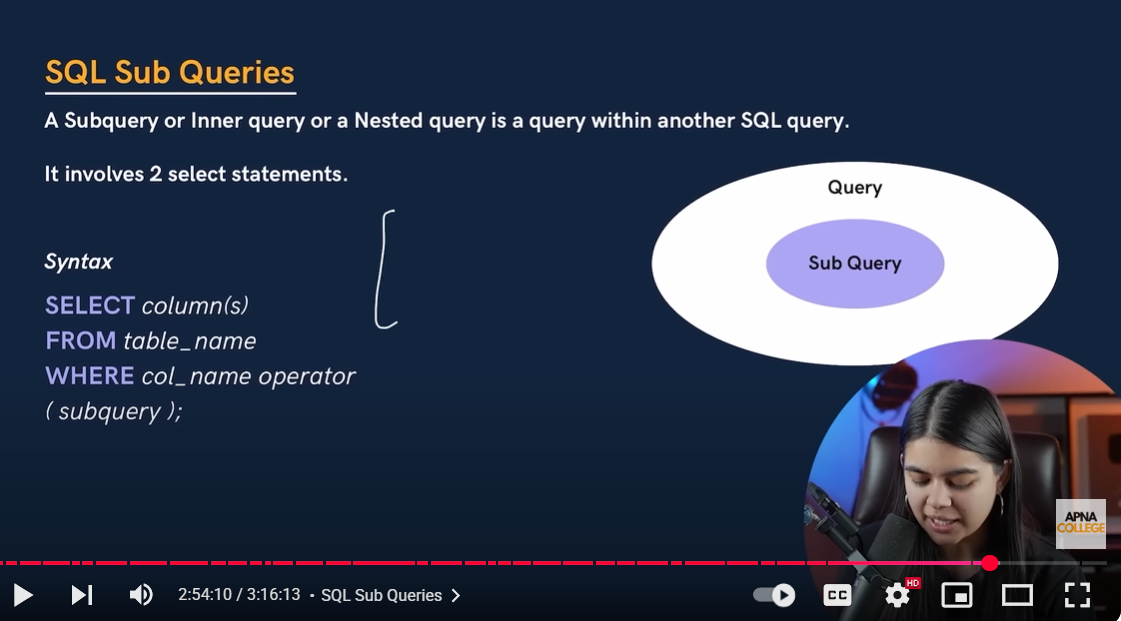 SQL Sub Queries
A Subquery or Inner query or a Nested query is a query within another SQL query.
It involves 2 select statements.
Query
Sub Query
Syntax
SELECT column(s)
FROM table_name
WHERE col_name operator
( subquery );
APNA
COLLEGE
2:54:10 / 3:16:13 • SQL Sub Queries
CC
HD